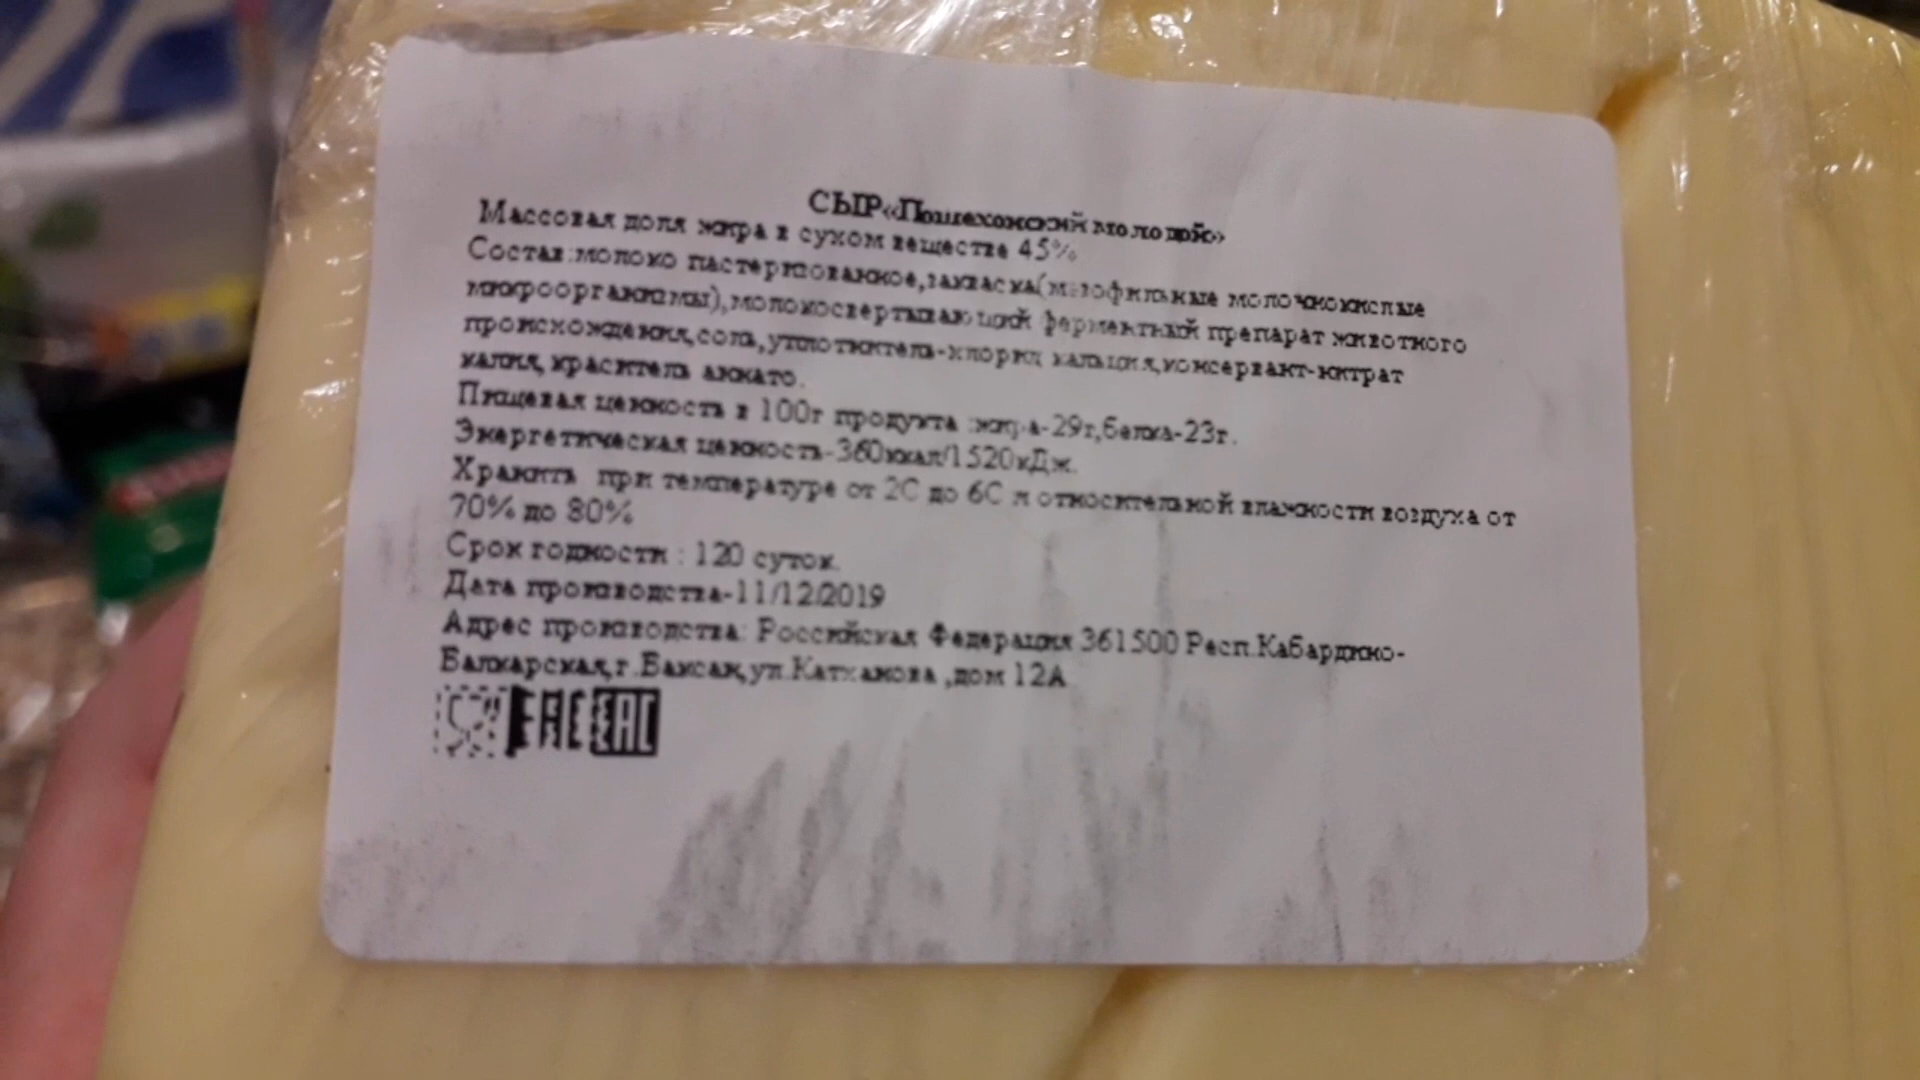 СЫР«Пошехонский молодой»
Массовая доля жира в сухом веществе 45%
Состав:молоко пастеризованное,закваска(мезофильные молочнокислые
микроорганизмы),молокосвертывающий ферментный препарат животного
происхождения,соль,уплотнитель-хлорид кальция,консервант-нитрат
калия, краситель аннато.
Пищевая ценность в 100г продукта :жира-29г,белка-23г.
Энергетическая ценность-360ккал/1520кДж.
Хранить при температуре от 2С до 6С и относительной влажности воздуха от
70% до 80%
Срок годности : 120 суток.
Дата производства-11/12/2019
Адрес производства: Российская Федерация 361500 Респ.Кабардино-
Балкарская,г.Баксан,ул.Катханова ,дом 12А
EAC EAC